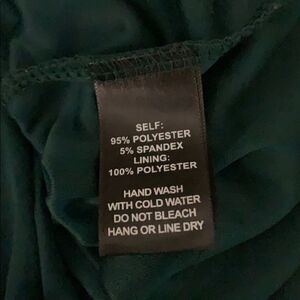 SELF:
95% POLYESTER
5% SPANDEX
LINING:
100% POLYESTER
HAND WASH
WITH COLD WATER
DO NOT BLEACH
HANG OR LINE DRY